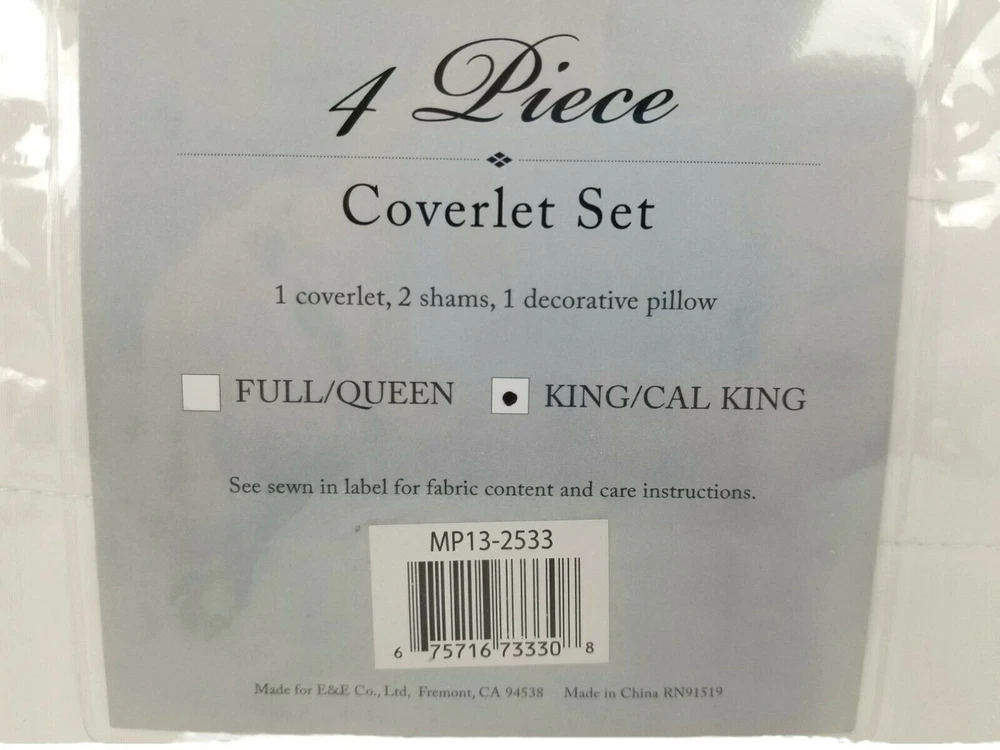 4 Piece
Coverlet Set
1 coverlet, 2 shams, 1 decorative pillow
FULL/QUEEN KING/CAL KING
See sewn in label for fabric content and care instructions.
MP13-2533
6 75716 73330 8
Made for E&E Co., Ltd, Fremont, CA 94538 Made in China RN91519